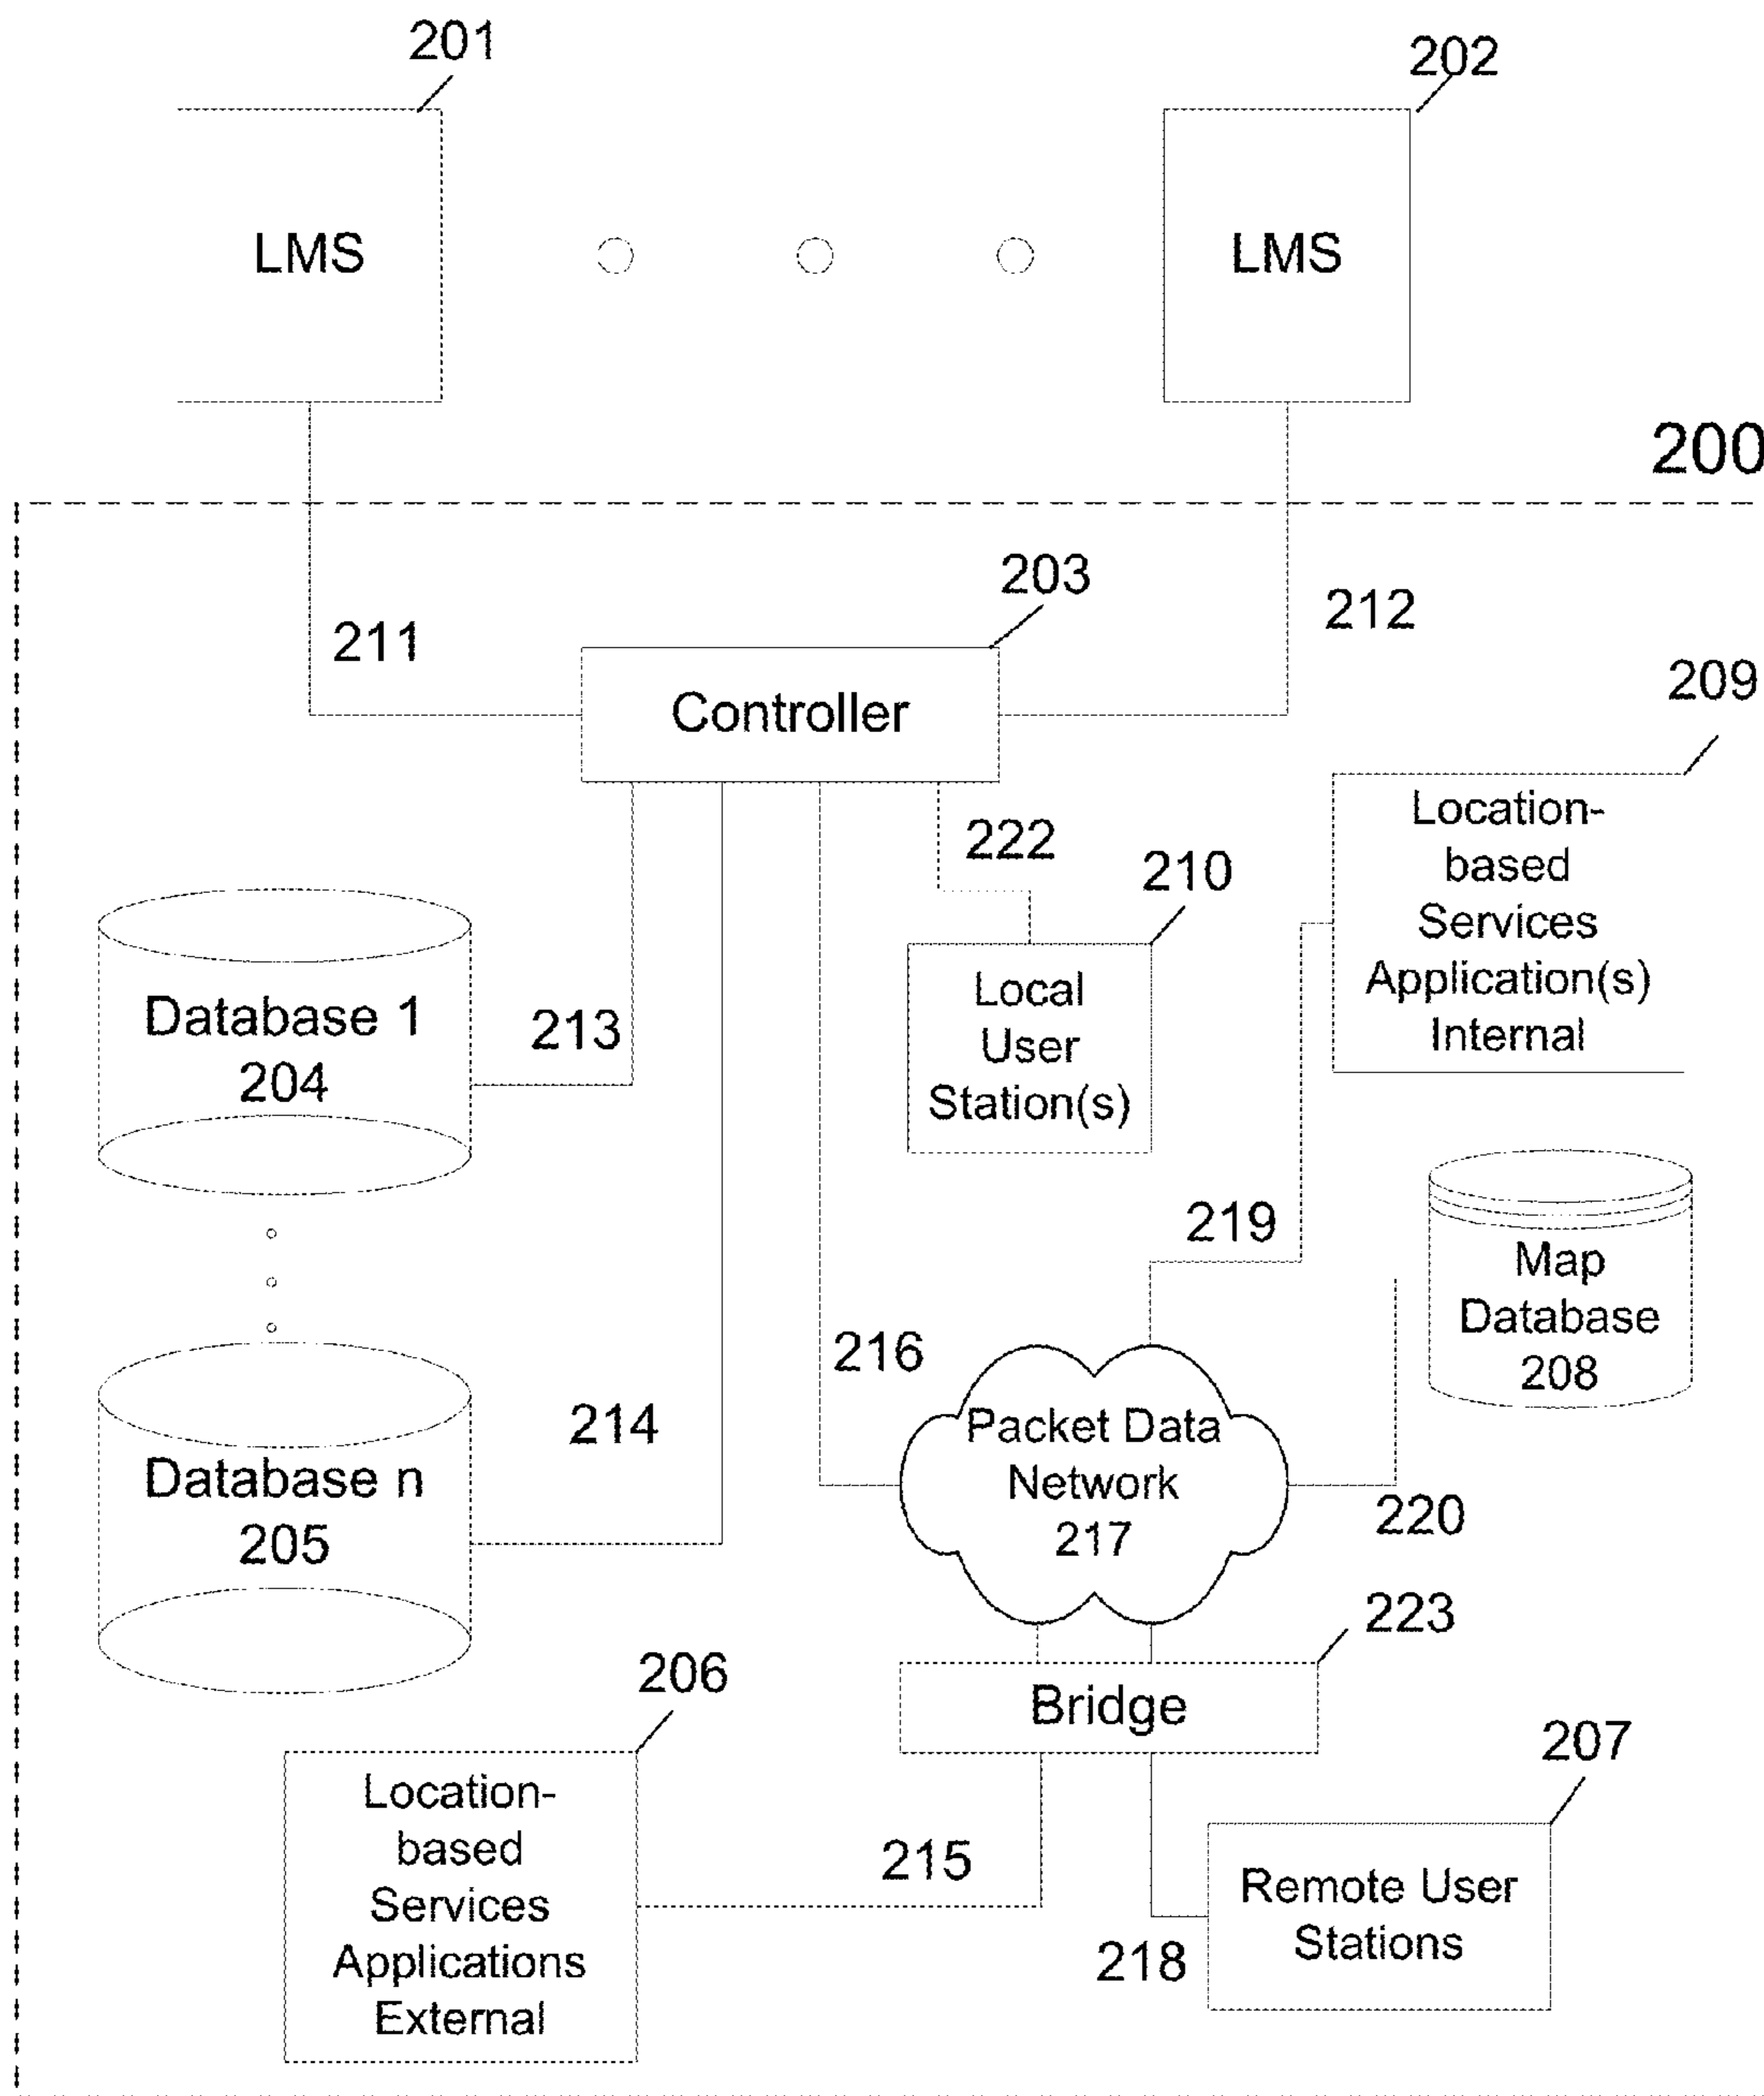 201
202
LMS
LMS
200
203
211
212
Controller
209
222
210
Location-
based
Services
Application(s)
Internal
Local
User
Station(s)
Database 1
204
213
219
Map
Database
208
216
Packet Data
Network
217
214
Database n
205
220
223
206
Bridge
207
Location-
based
Services
Applications
External
215
218
Remote User
Stations